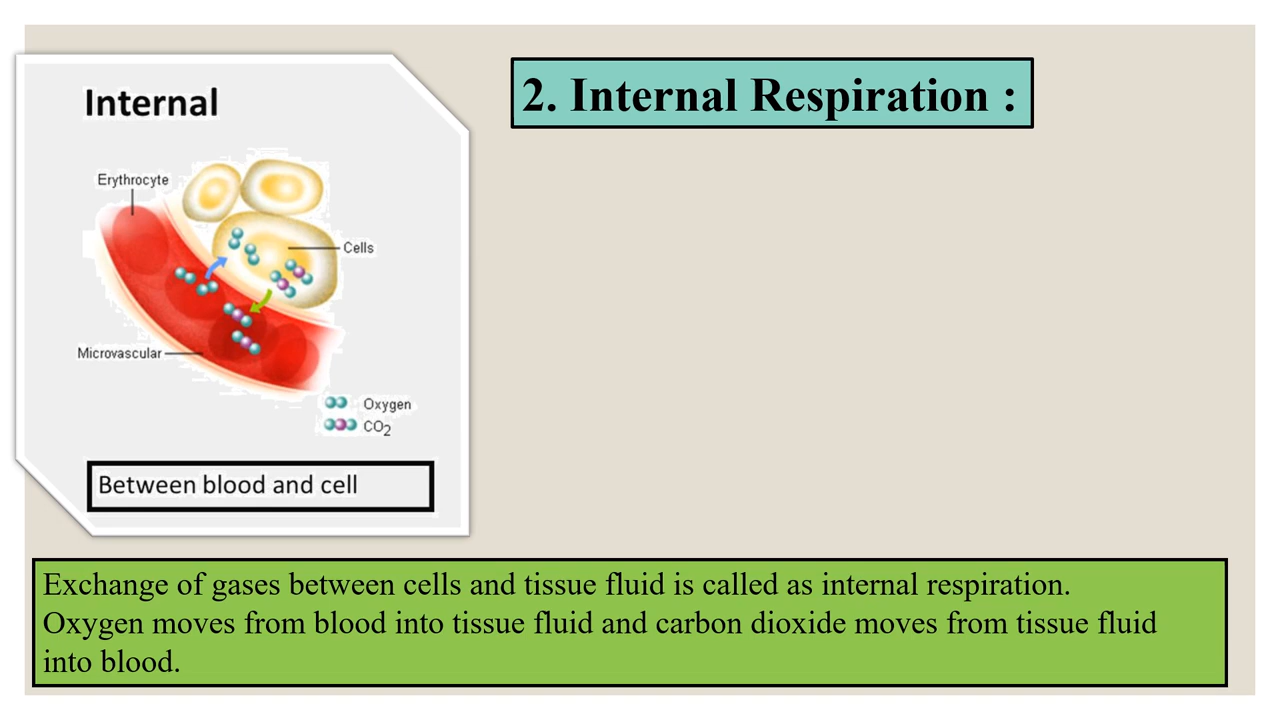 2. Internal Respiration :
Internal
Erythrocyte
Cells
Microvascular
Oxygen
CO2
Between blood and cell
Exchange of gases between cells and tissue fluid is called as internal respiration.
Oxygen moves from blood into tissue fluid and carbon dioxide moves from tissue fluid
into blood.